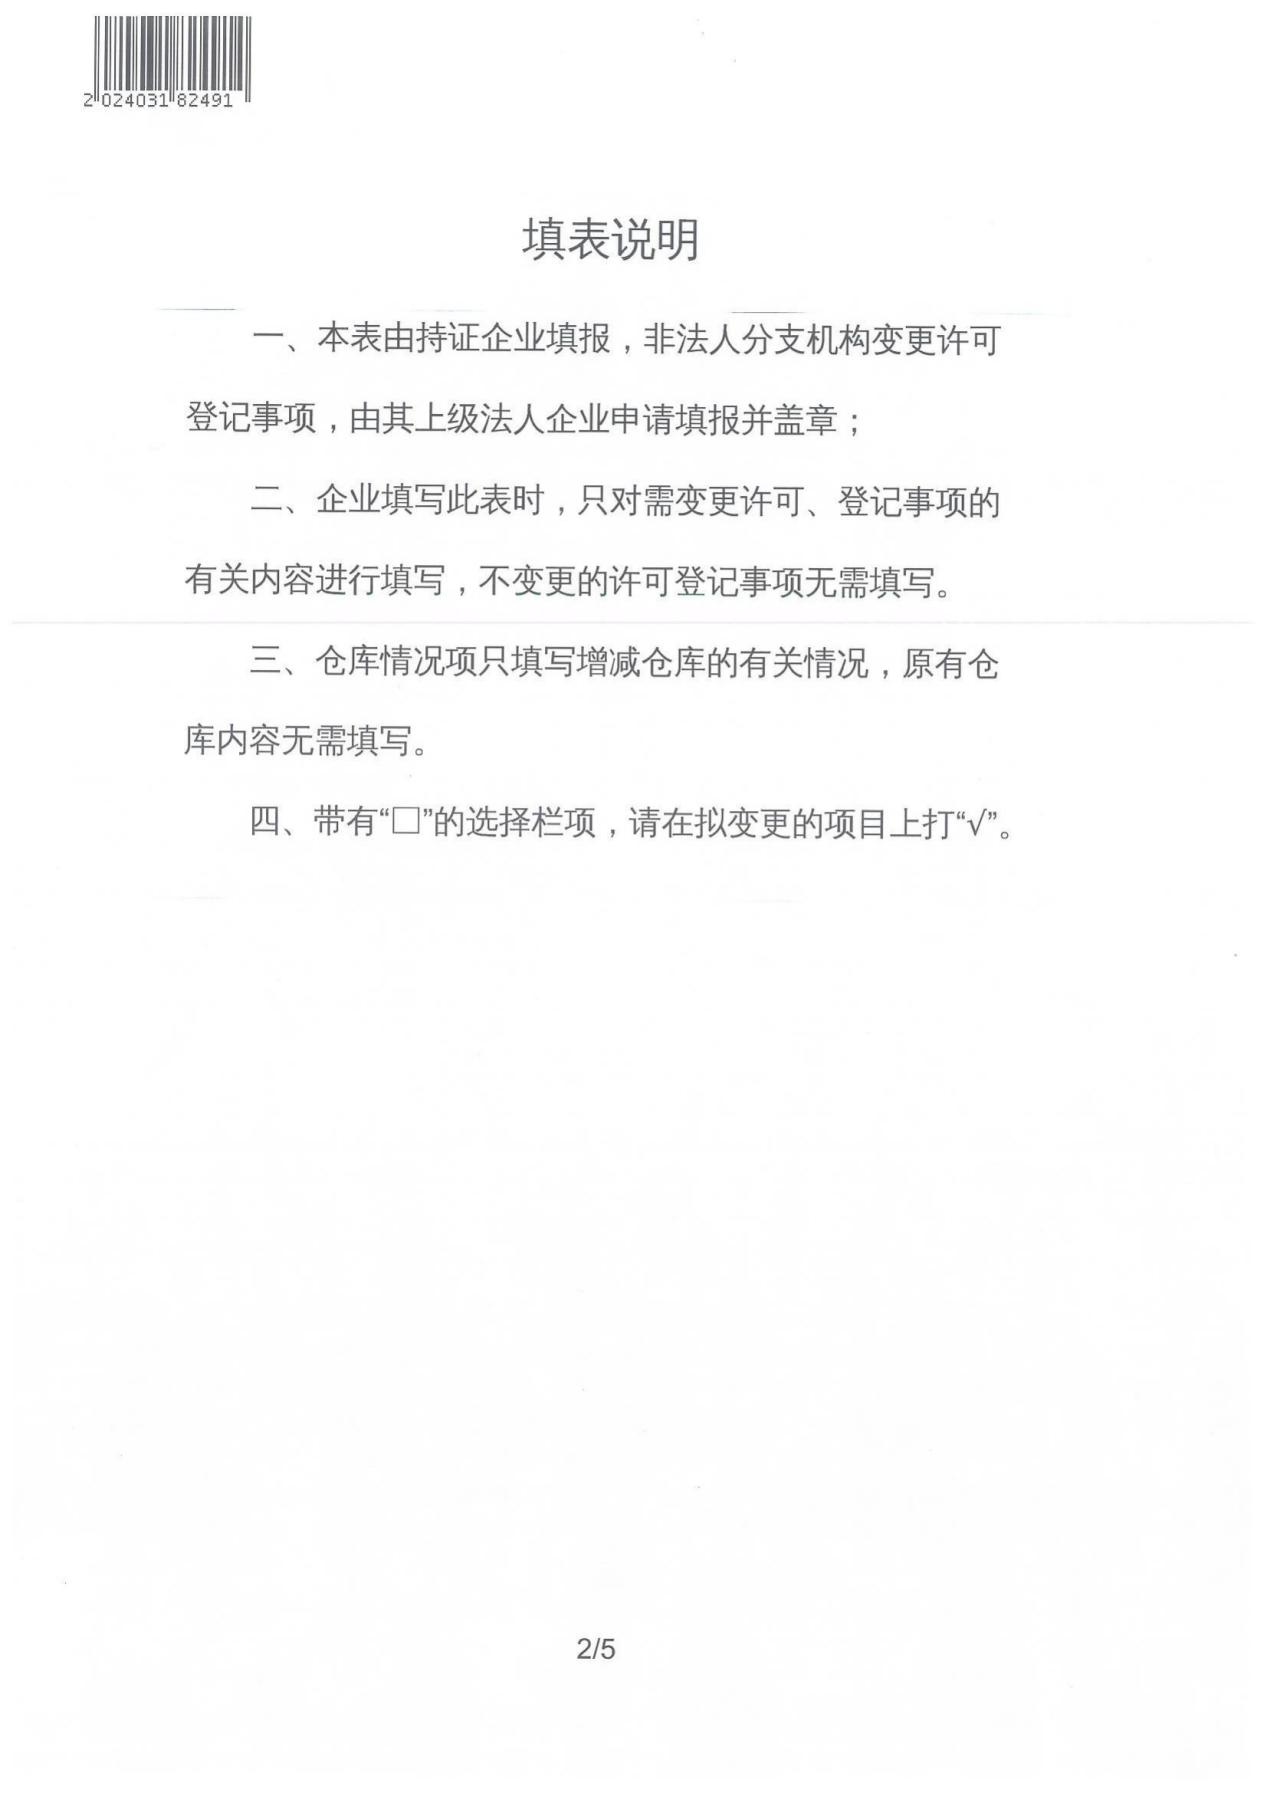 202403182491
填表说明
一、本表由持证企业填报，非法人分支机构变更许可
登记事项，由其上级法人企业申请填报并盖章；
二、企业填写此表时，只对需变更许可、登记事项的
有关内容进行填写，不变更的许可登记事项无需填写。
三、仓库情况项只填写增减仓库的有关情况，原有仓
库内容无需填写。
四、带有“□”的选择栏项，请在拟变更的项目上打“√”。
2/5